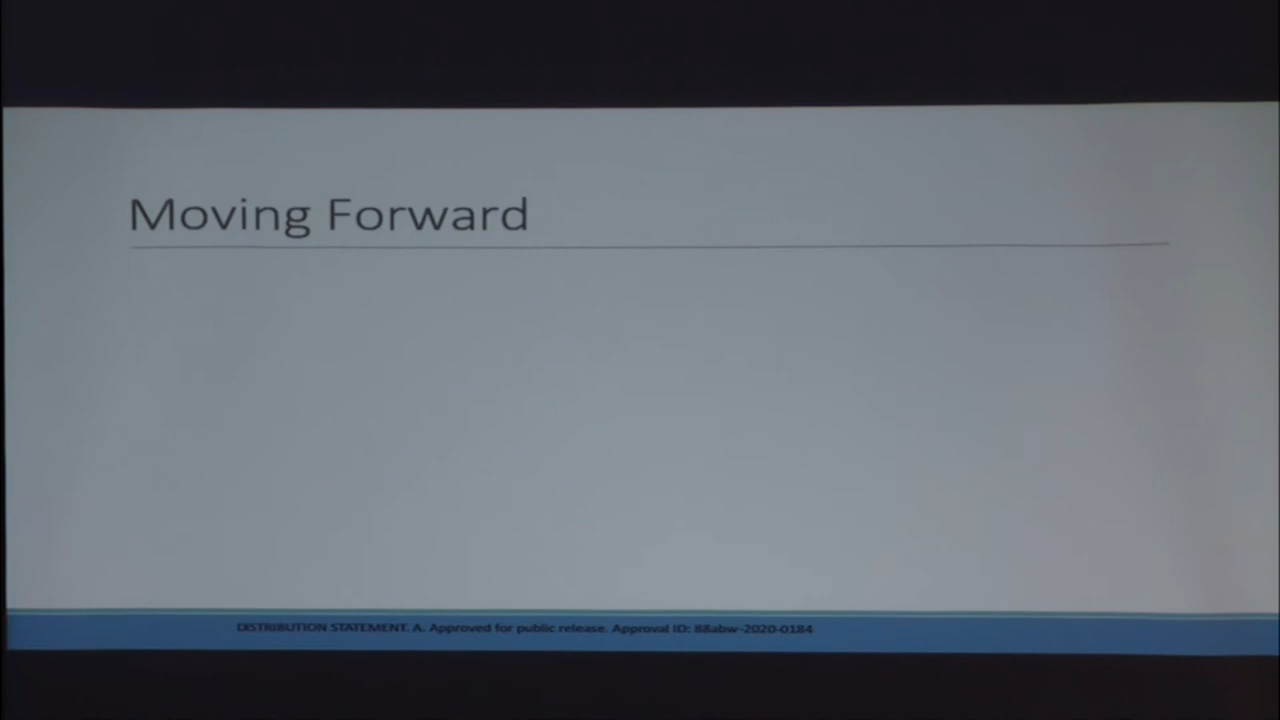 Moving Forward
DISTRIBUTION STATEMENT. A. Approved for public release. Approval ID: 88abw-2020-0184